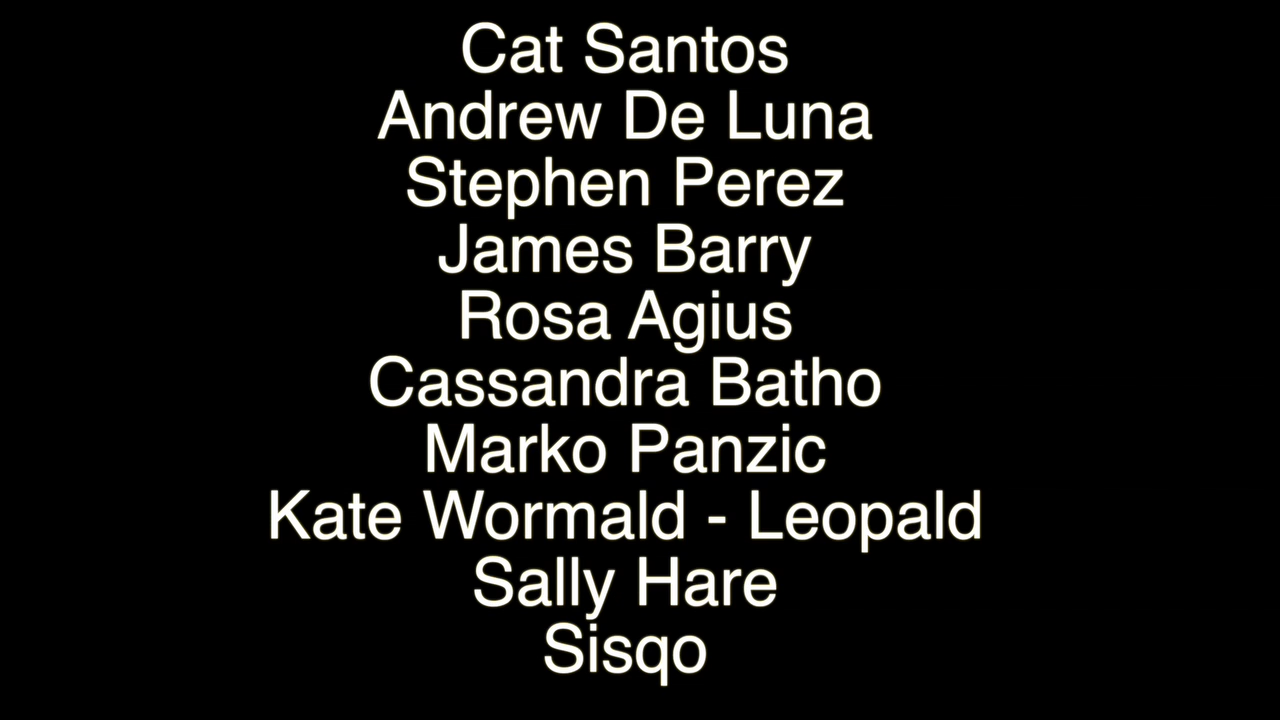 Cat Santos
Andrew De Luna
Stephen Perez
James Barry
Rosa Agius
Cassandra Batho
Marko Panzic
Kate Wormald - Leopald
Sally Hare
Sisqo